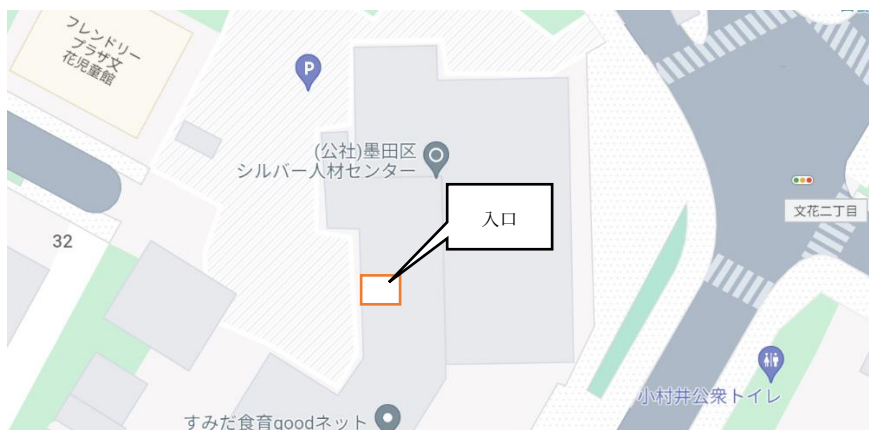 フレンドリー
プラザ文
花児童館
P
(公社)墨田区
シルバー人材センター
入口
文花二丁目
32
小村井公衆トイレ
すみだ食育goodネット